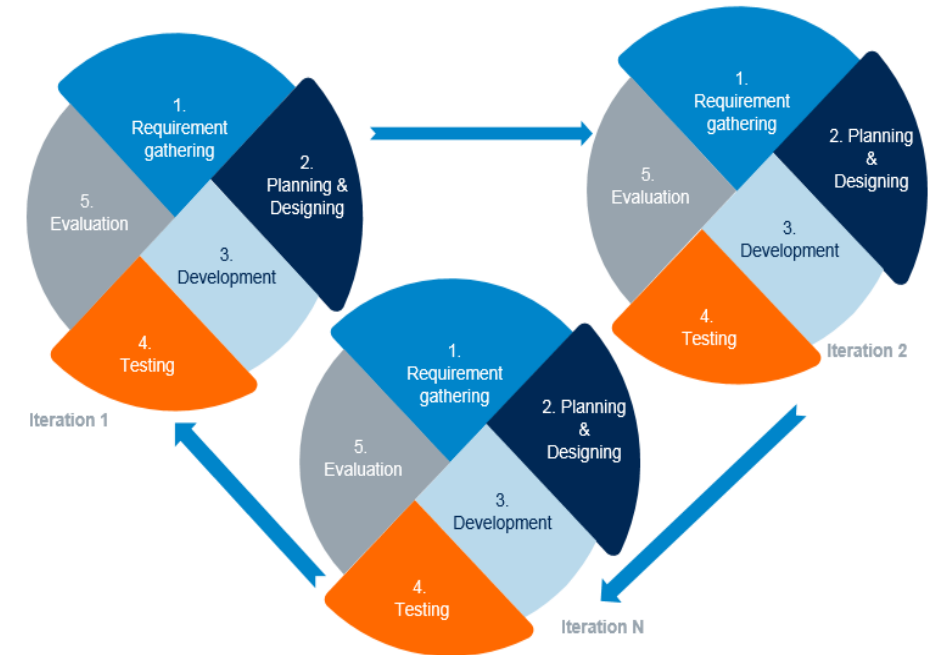 1.
Requirement
gathering
2.
Planning &
Designing
3.
Development
4.
Testing
5.
Evaluation
Iteration 1
1.
Requirement
gathering
2. Planning
&
Designing
3.
Development
4.
Testing
5.
Evaluation
Iteration 2
1.
Requirement
gathering
2. Planning
&
Designing
3.
Development
4.
Testing
5.
Evaluation
Iteration N